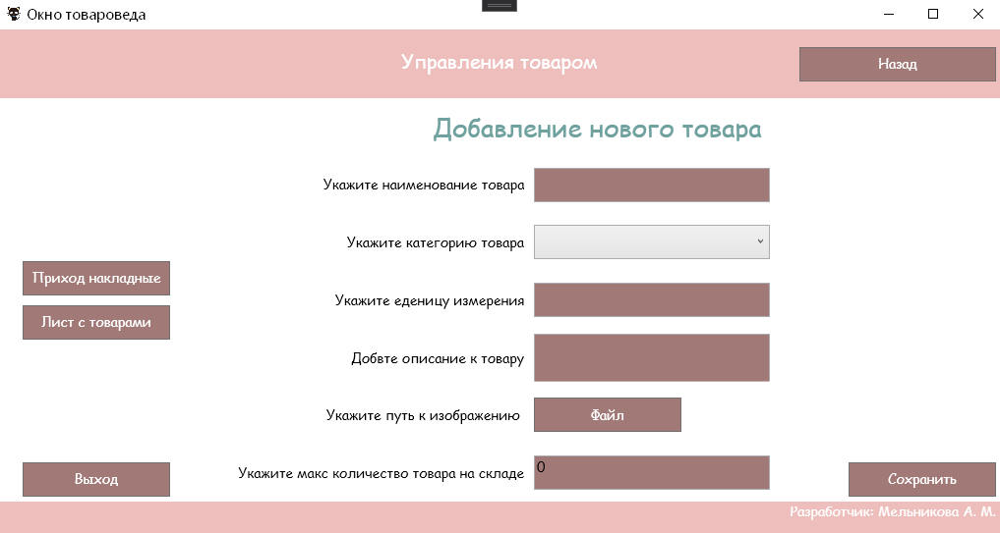 Окно товароведа
Управления товаром
Назад
Добавление нового товара
Укажите наименование товара
Укажите категорию товара
Приход накладные
Укажите еденицу измерения
Лист с товарами
Добвте описание к товару
Укажите путь к изображению
Файл
Укажите макс количество товара на складе
0
Выход
Сохранить
Разработчик: Мельникова А. М.